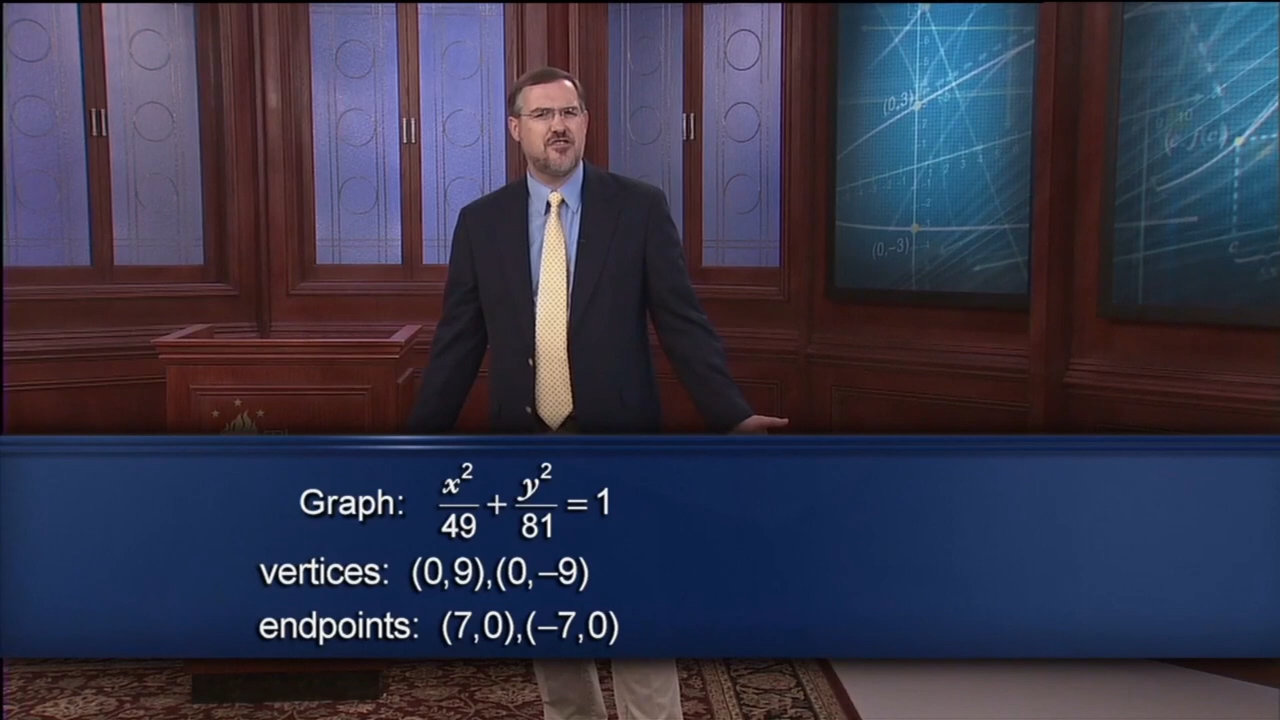 (0,3)
(0,−3)
Graph: x²/49 + y²/81 = 1
vertices: (0,9),(0,−9)
endpoints: (7,0),(−7,0)